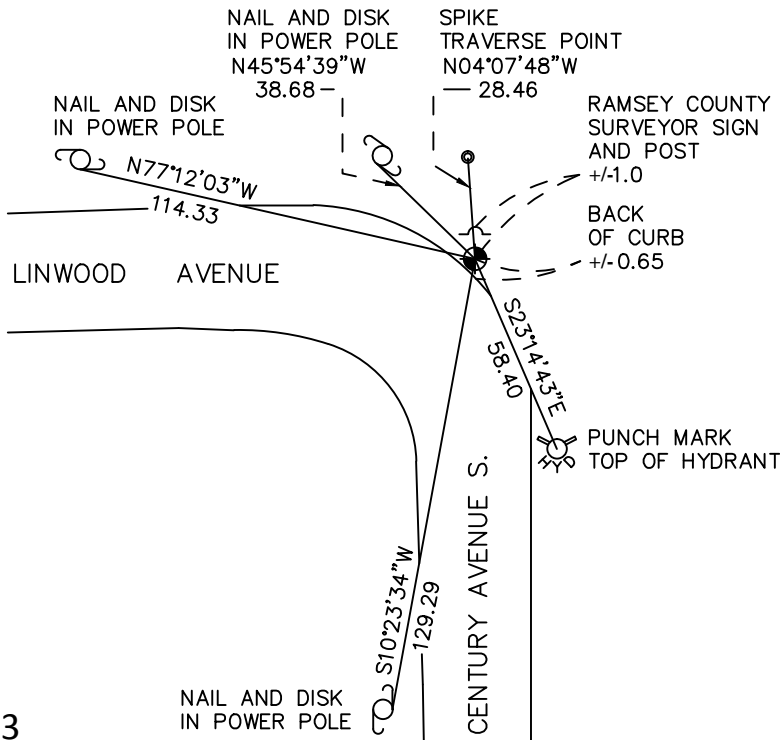 NAIL AND DISK
IN POWER POLE
N45°54'39"W
38.68
SPIKE
TRAVERSE POINT
N04°07'48"W
28.46
RAMSEY COUNTY
SURVEYOR SIGN
AND POST
+/-1.0
NAIL AND DISK
IN POWER POLE
N77°12'03"W
114.33
BACK
OF CURB
+/-0.65
LINWOOD AVENUE
S23°14'43"E
58.40
PUNCH MARK
TOP OF HYDRANT
HYD
S10°23'34"W
129.29
CENTURY AVENUE S.
NAIL AND DISK
IN POWER POLE
3